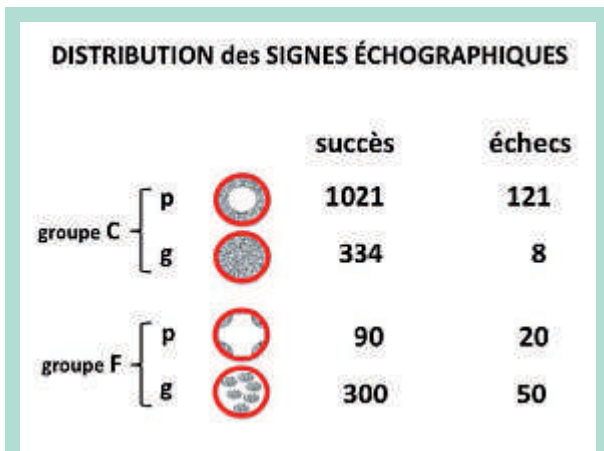 DISTRIBUTION des SIGNES ÉCHOGRAPHIQUES
succès échecs
groupe C p 1021 121
g 334 8
groupe F p 90 20
g 300 50